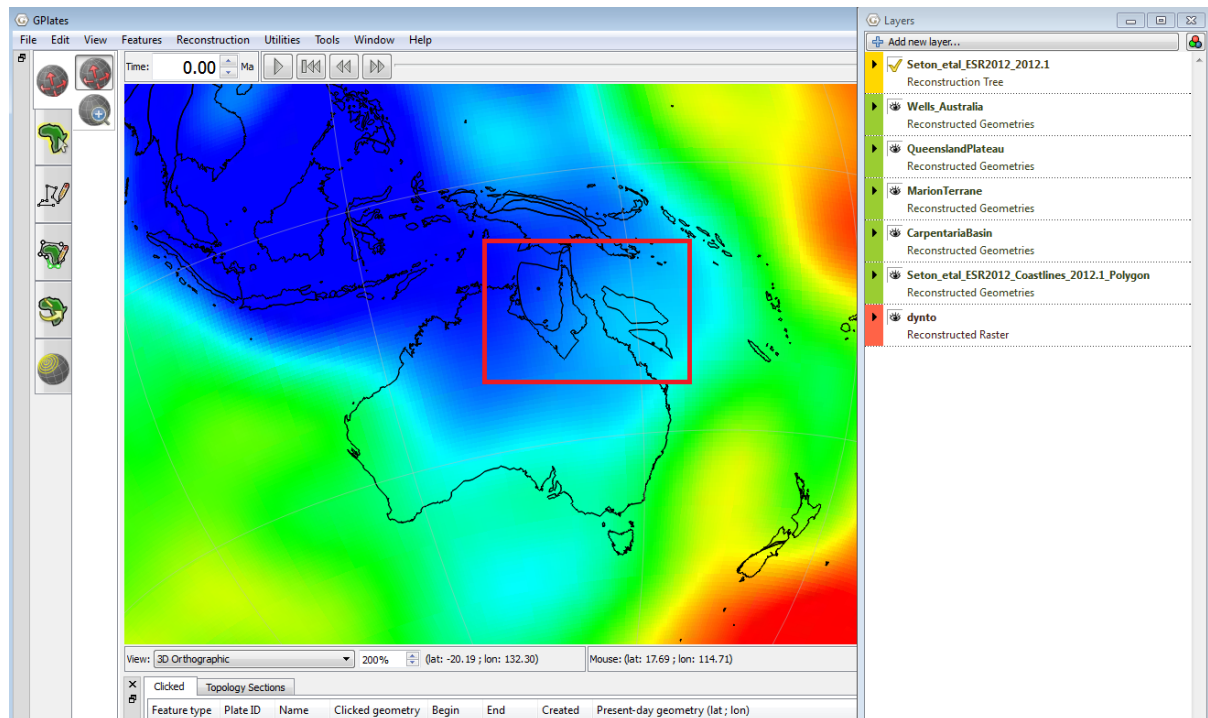 GPlates
File Edit View Features Reconstruction Utilities Tools Window Help
Time: 0.00 Ma
View: 3D Orthographic 200% (lat: -20.19 ; lon: 132.30) Mouse: (lat: 17.69 ; lon: 114.71)
Clicked Topology Sections
Feature type Plate ID Name Clicked geometry Begin End Created Present-day geometry (lat ; lon)
Layers
Add new layer...
Seton_etal_ESR2012_2012.1
Reconstruction Tree
Wells_Australia
Reconstructed Geometries
QueenslandPlateau
Reconstructed Geometries
MarionTerrane
Reconstructed Geometries
CarpentariaBasin
Reconstructed Geometries
Seton_etal_ESR2012_Coastlines_2012.1_Polygon
Reconstructed Geometries
dynto
Reconstructed Raster